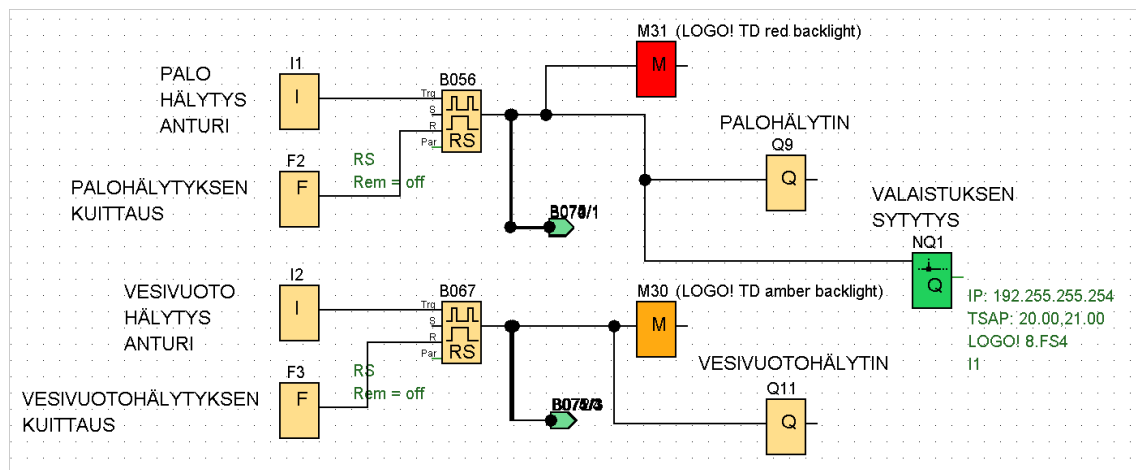 M31 (LOGO! TD red backlight)
M
I1
I
PALO
HÄLYTYS
ANTURI
B056
Trg
S
R
Par
RS
RS
Rem = off
F2
F
PALOHÄLYTYKSEN
KUITTAUS
PALOHÄLYTIN
Q9
Q
VALAISTUKSEN
SYTYTYS
NQ1
Q
IP: 192.255.255.254
TSAP: 20.00,21.00
LOGO! 8.FS4
I1
I2
I
VESIVUOTO
HÄLYTYS
ANTURI
B067
Trg
S
R
Par
RS
RS
Rem = off
M30 (LOGO! TD amber backlight)
M
F3
F
VESIVUOTOHÄLYTYKSEN
KUITTAUS
VESIVUOTOHÄLYTIN
Q11
Q